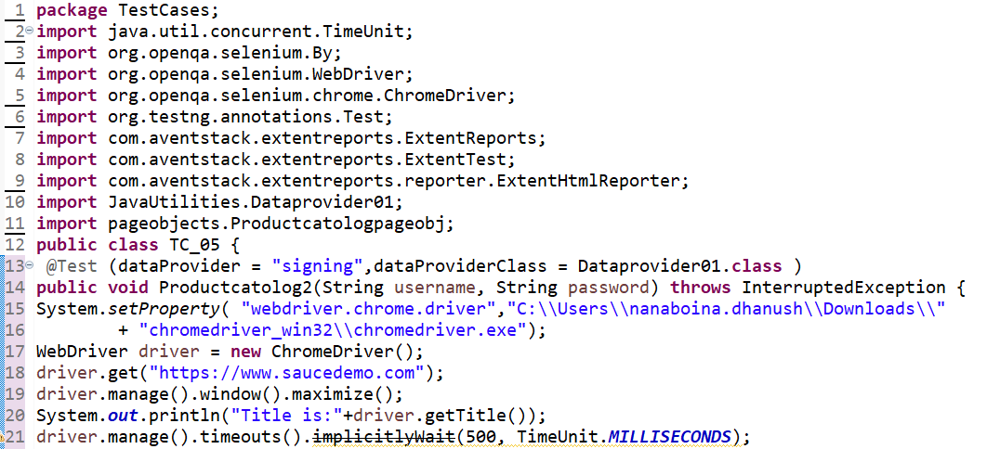 1 package TestCases;
2 import java.util.concurrent.TimeUnit;
3 import org.openqa.selenium.By;
4 import org.openqa.selenium.WebDriver;
5 import org.openqa.selenium.chrome.ChromeDriver;
6 import org.testng.annotations.Test;
7 import com.aventstack.extentreports.ExtentReports;
8 import com.aventstack.extentreports.ExtentTest;
9 import com.aventstack.extentreports.reporter.ExtentHtmlReporter;
10 import JavaUtilities.Dataprovider01;
11 import pageobjects.Productcatologpageobj;
12 public class TC_05 {
13 @Test (dataProvider = "signing",dataProviderClass = Dataprovider01.class )
14 public void Productcatolog2(String username, String password) throws InterruptedException {
15 System.setProperty( "webdriver.chrome.driver","C:\\Users\\nanaboina.dhanush\\Downloads\\"
16 + "chromedriver_win32\\chromedriver.exe");
17 WebDriver driver = new ChromeDriver();
18 driver.get("https://www.saucedemo.com");
19 driver.manage().window().maximize();
20 System.out.println("Title is:"+driver.getTitle());
21 driver.manage().timeouts().implicitlyWait(500, TimeUnit.MILLISECONDS);